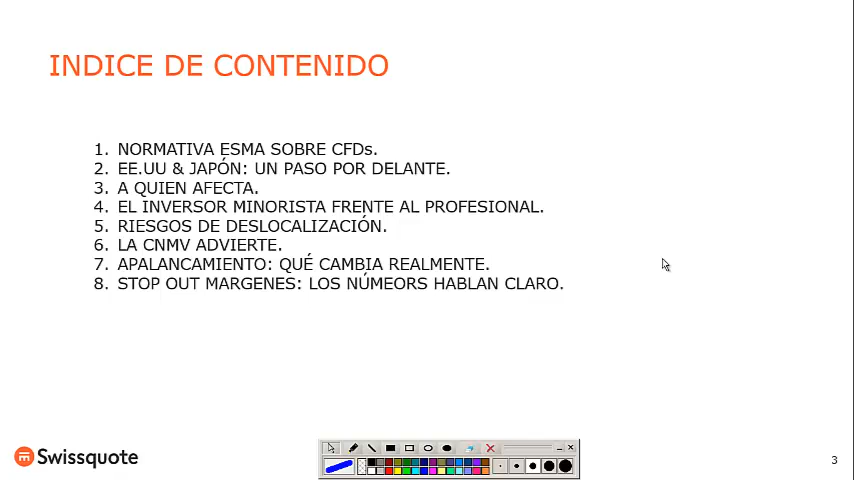 INDICE DE CONTENIDO
1. NORMATIVA ESMA SOBRE CFDs.
2. EE.UU & JAPÓN: UN PASO POR DELANTE.
3. A QUIEN AFECTA.
4. EL INVERSOR MINORISTA FRENTE AL PROFESIONAL.
5. RIESGOS DE DESLOCALIZACIÓN.
6. LA CNMV ADVIERTE.
7. APALANCAMIENTO: QUÉ CAMBIA REALMENTE.
8. STOP OUT MARGENES: LOS NÚMEORS HABLAN CLARO.
Swissquote
3